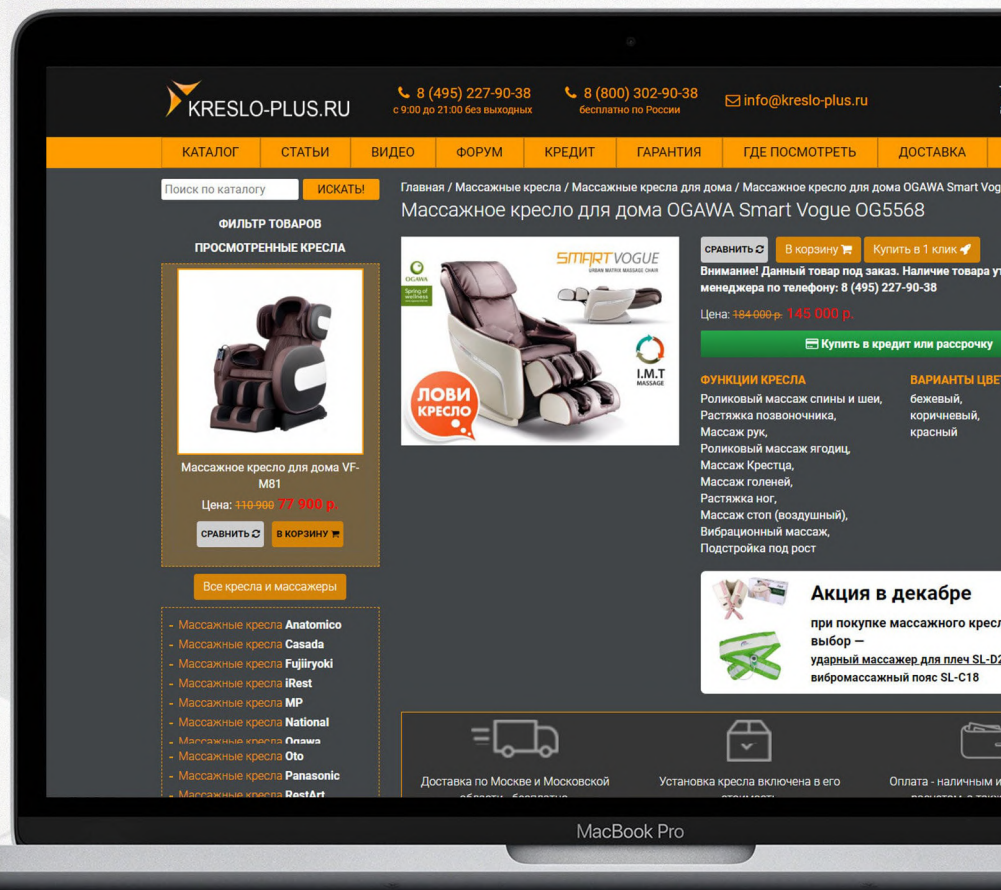 KRESLO-PLUS.RU
8 (495) 227-90-38
с 9:00 до 21:00 без выходных
8 (800) 302-90-38
бесплатно по России
info@kreslo-plus.ru
КАТАЛОГ
СТАТЬИ
ВИДЕО
ФОРУМ
КРЕДИТ
ГАРАНТИЯ
ГДЕ ПОСМОТРЕТЬ
ДОСТАВКА
Поиск по каталогу
ИСКАТЬ!
ФИЛЬТР ТОВАРОВ
ПРОСМОТРЕННЫЕ КРЕСЛА
Массажное кресло для дома VF-
M81
Цена: 110 900 77 900 р.
СРАВНИТЬ
В КОРЗИНУ
Все кресла и массажеры
- Массажные кресла Anatomico
- Массажные кресла Casada
- Массажные кресла Fujiiryoki
- Массажные кресла iRest
- Массажные кресла MP
- Массажные кресла National
- Массажные кресла Ogawa
- Массажные кресла Oto
- Массажные кресла Panasonic
- Массажные кресла RestArt
Главная / Массажные кресла / Массажные кресла для дома / Массажное кресло для дома OGAWA Smart Vog
Массажное кресло для дома OGAWA Smart Vogue OG5568
OGAWA
Spring of
wellness
SMART VOGUE
URBAN MATRIX MASSAGE CHAIR
I.M.T
MASSAGE
ЛОВИ
КРЕСЛО
СРАВНИТЬ
В корзину
Купить в 1 клик
Внимание! Данный товар под заказ. Наличие товара у
менеджера по телефону: 8 (495) 227-90-38
Цена: 184 000 р. 145 000 р.
Купить в кредит или рассрочку
ФУНКЦИИ КРЕСЛА
Роликовый массаж спины и шеи,
Растяжка позвоночника,
Массаж рук,
Роликовый массаж ягодиц,
Массаж Крестца,
Массаж голеней,
Растяжка ног,
Массаж стоп (воздушный),
Вибрационный массаж,
Подстройка под рост
ВАРИАНТЫ ЦВЕ
бежевый,
коричневый,
красный
Акция в декабре
при покупке массажного кресл
выбор —
ударный массажер для плеч SL-D2
вибромассажный пояс SL-C18
Доставка по Москве и Московской
области - бесплатно
Установка кресла включена в его
стоимость
Оплата - наличным и
MacBook Pro